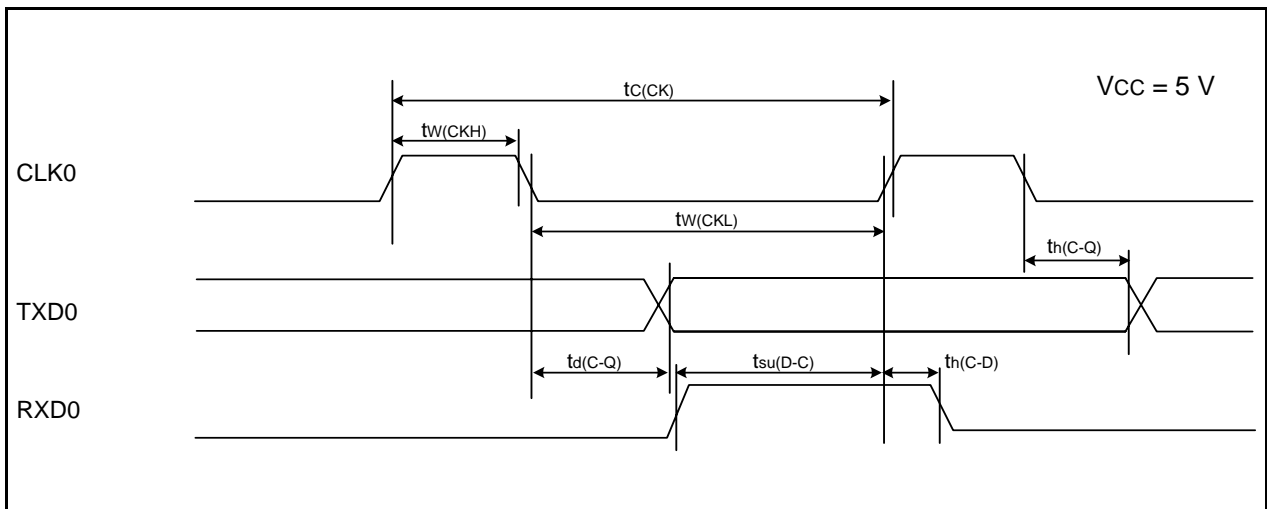 tC(CK)
VCC = 5 V
tW(CKH)
CLK0
tW(CKL)
th(C-Q)
TXD0
td(C-Q)
tsu(D-C)
th(C-D)
RXD0